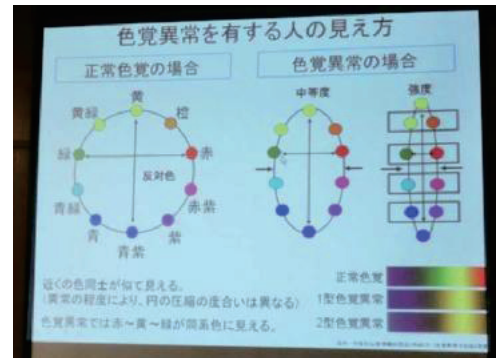 色覚異常を有する人の見え方
正常色覚の場合
色覚異常の場合
黄
黄緑
橙
緑
赤
反対色
青緑
赤紫
青
紫
青紫
中等度
強度
近くの色同士が似て見える。
(異常の程度により、円の圧縮の度合いは異なる)
色覚異常では赤～黄～緑が同系色に見える。
正常色覚
1型色覚異常
2型色覚異常